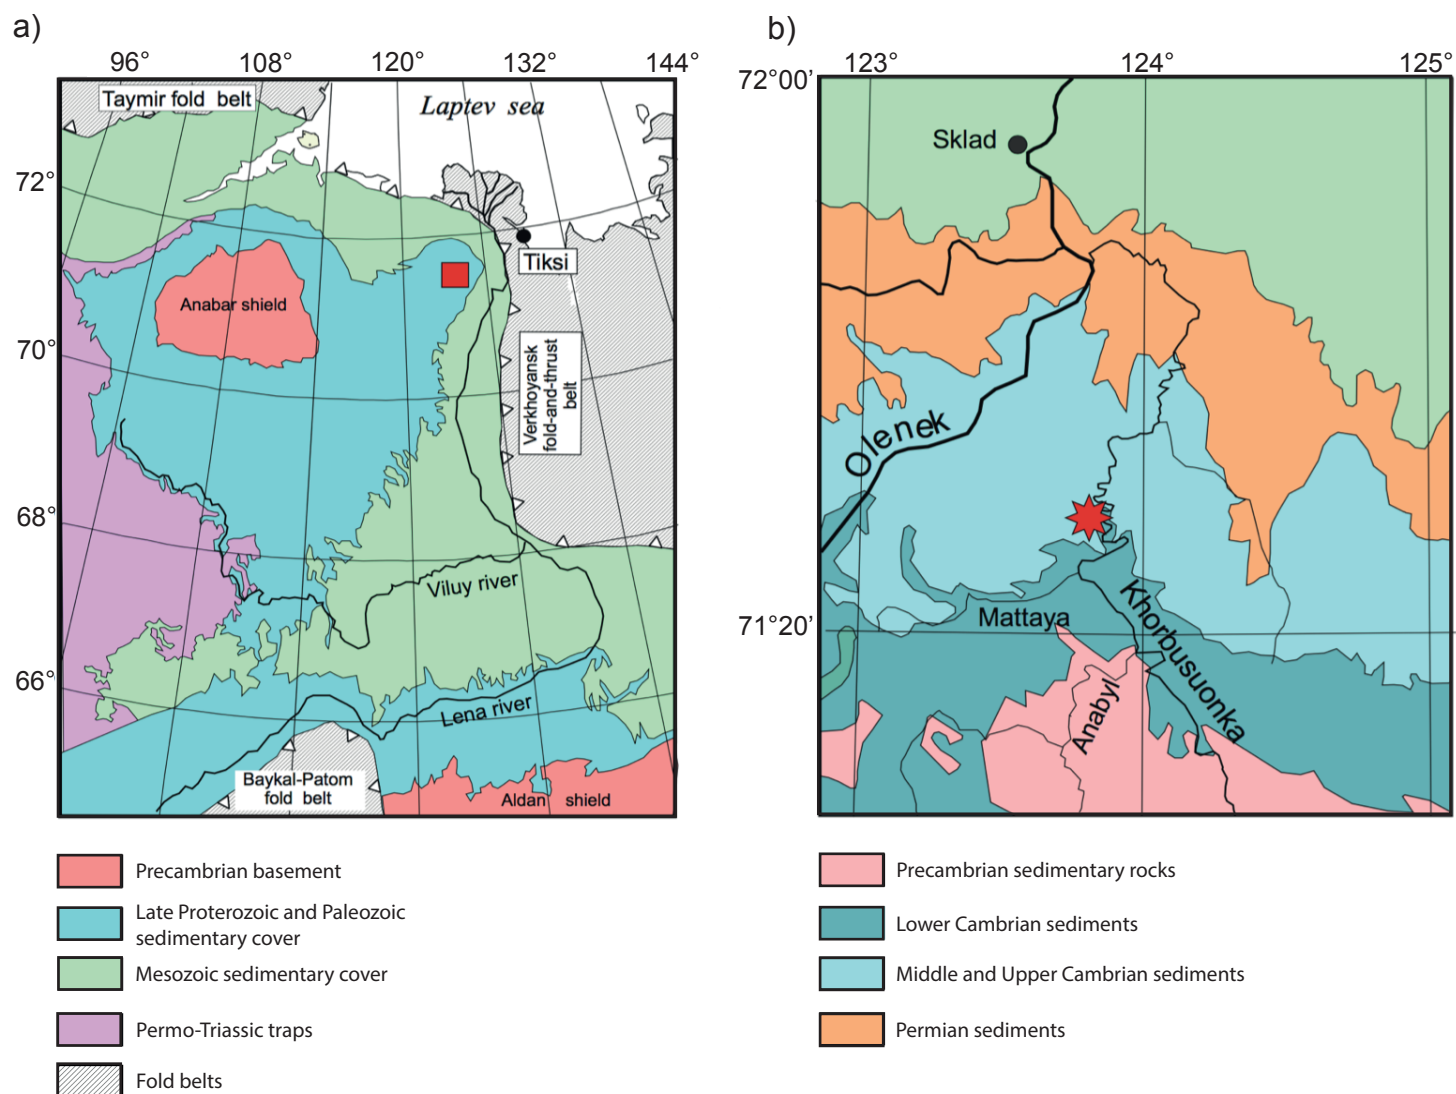 a)
96° 108° 120° 132° 144°
Taymir fold belt
Laptev sea
72°
Tiksi
Anabar shield
70°
Verkhoyansk
fold-and-thrust
belt
68°
Viluy river
66°
Lena river
Baykal-Patom
fold belt
Aldan shield
Precambrian basement
Late Proterozoic and Paleozoic
sedimentary cover
Mesozoic sedimentary cover
Permo-Triassic traps
Fold belts
b)
123° 124° 125°
72°00'
Sklad
Olenek
71°20'
Mattaya
Khorbusuonka
Anabyl
Precambrian sedimentary rocks
Lower Cambrian sediments
Middle and Upper Cambrian sediments
Permian sediments